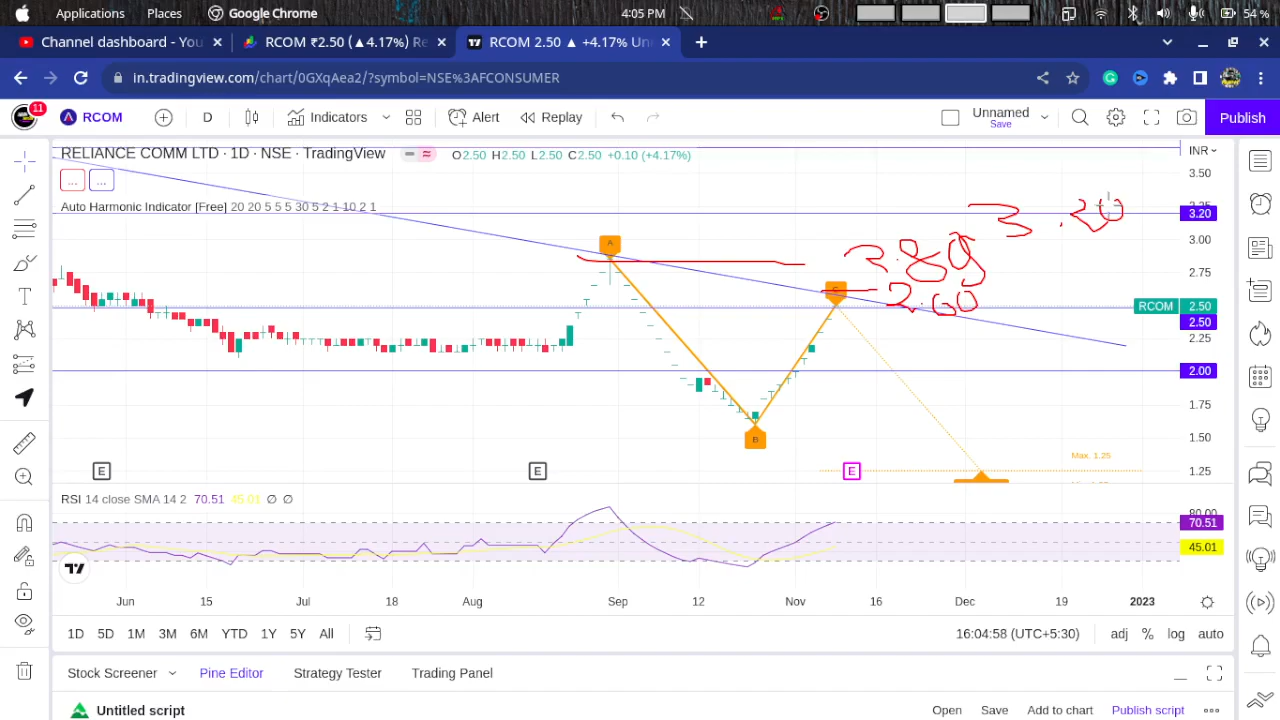 Applications Places Google Chrome 4:05 PM 54 %
Channel dashboard - You RCOM ₹2.50 (▲4.17%) Re RCOM 2.50 ▲ +4.17% Un
in.tradingview.com/chart/0GXqAea2/?symbol=NSE%3AFCONSUMER
11 RCOM D Indicators Alert Replay Unnamed Save Publish
RELIANCE COMM LTD · 1D · NSE · TradingView O2.50 H2.50 L2.50 C2.50 +0.10 (+4.17%) INR
... ...
3.50
Auto Harmonic Indicator [Free] 20 20 5 5 5 30 5 2 1 10 2 1
3.20 3.25
3.20
A 3.00
2.80
2.75
C 2.60
RCOM 2.50
2.50
2.25
2.00
1.75
B 1.50
Max. 1.25
E E E 1.25
RSI 14 close SMA 14 2 70.51 45.01 ∅ ∅
80.00
70.51
45.01
Jun 15 Jul 18 Aug Sep 12 Nov 16 Dec 19 2023
1D 5D 1M 3M 6M YTD 1Y 5Y All 16:04:58 (UTC+5:30) adj % log auto
Stock Screener Pine Editor Strategy Tester Trading Panel
Untitled script Open Save Add to chart Publish script